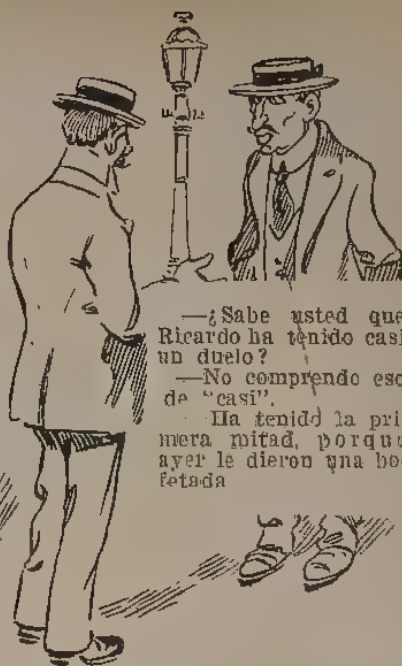 —¿Sabe usted que
Ricardo ha tenido casi
un duelo?
—No comprendo eso
de "casi".
Ha tenido la pri
mera mitad, porque
ayer le dieron una bo
fetada